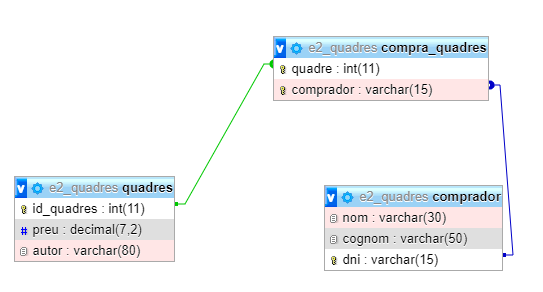 e2_quadres compra_quadres
quadre : int(11)
comprador : varchar(15)
e2_quadres quadres
id_quadres : int(11)
preu : decimal(7,2)
autor : varchar(80)
e2_quadres comprador
nom : varchar(30)
cognom : varchar(50)
dni : varchar(15)